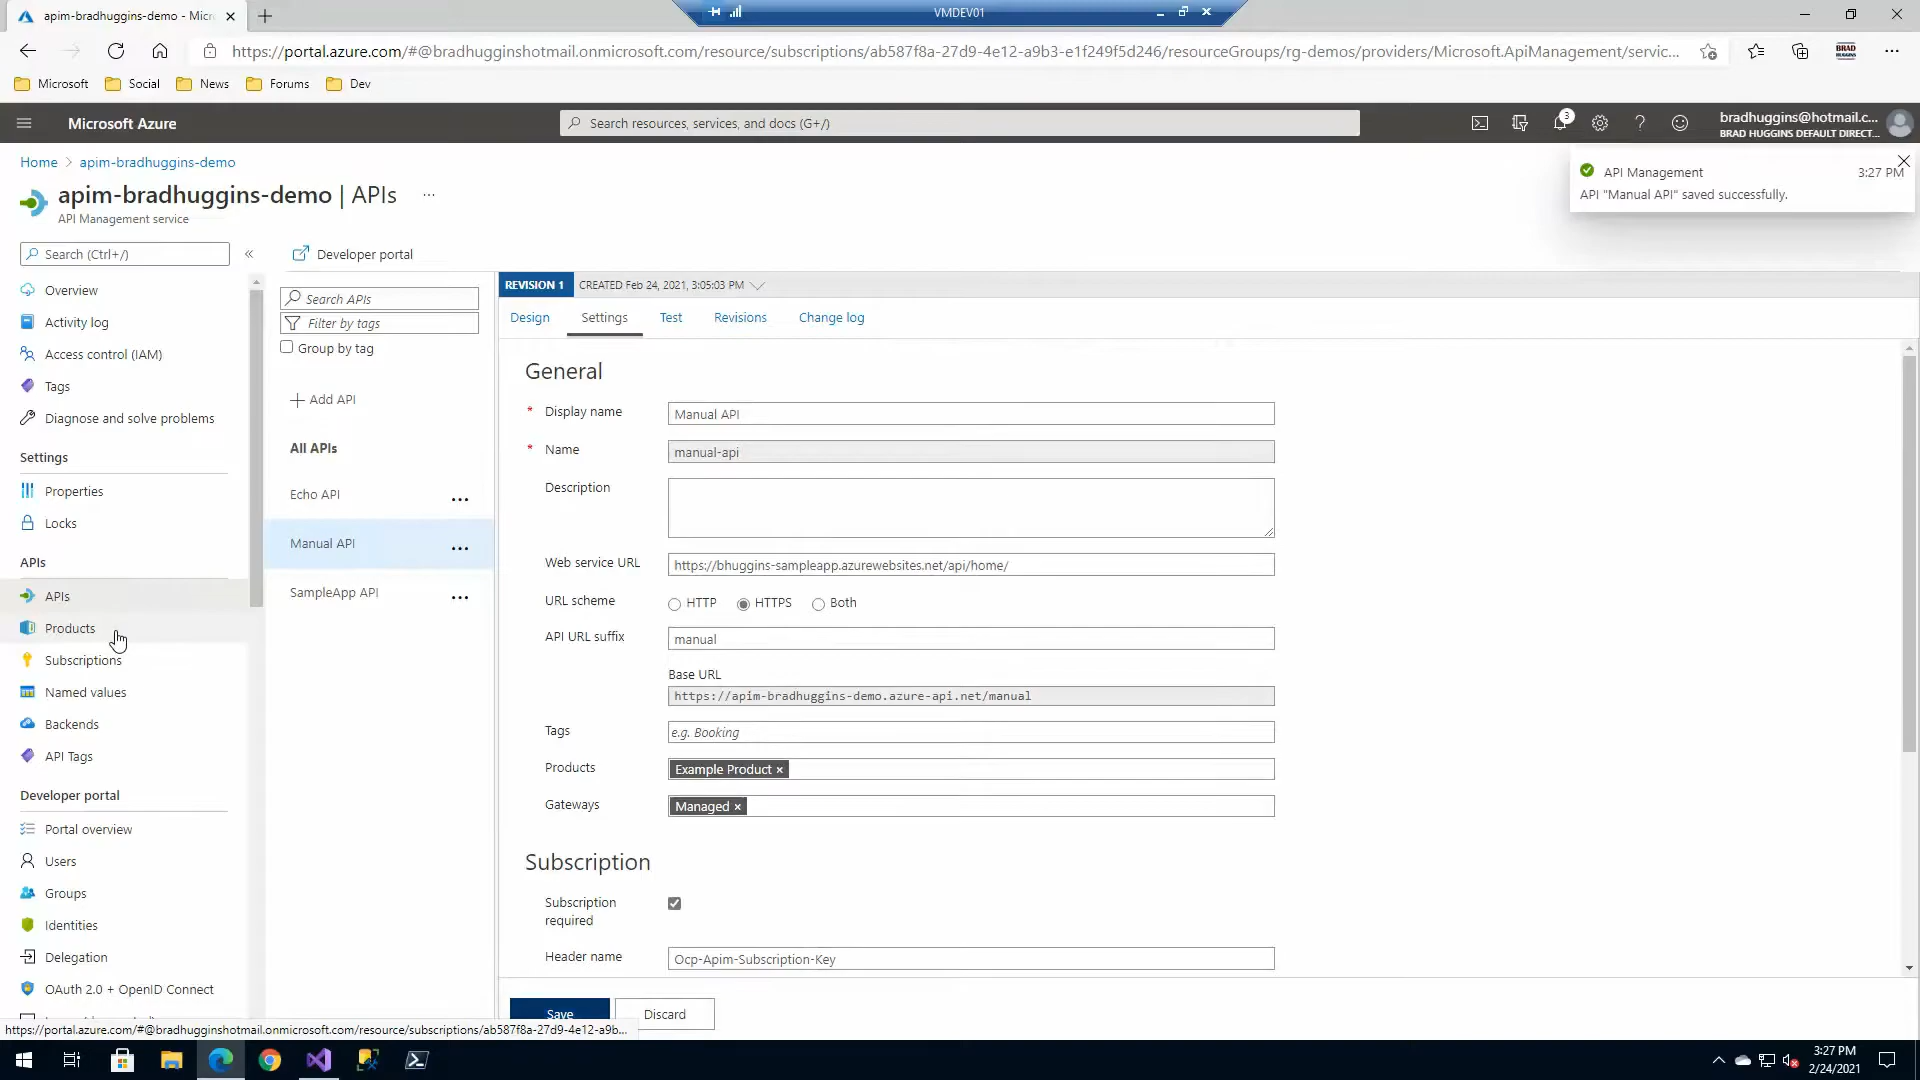 apim-bradhuggins-demo - Micr
VMDEV01
https://portal.azure.com/#@bradhugginshotmail.onmicrosoft.com/resource/subscriptions/ab587f8a-27d9-4e12-a9b3-e1f249f5d246/resourceGroups/rg-demos/providers/Microsoft.ApiManagement/servic...
BRAD
HUGGINS
Microsoft
Social
News
Forums
Dev
Microsoft Azure
Search resources, services, and docs (G+/)
3
bradhuggins@hotmail.c...
BRAD HUGGINS DEFAULT DIRECT...
Home > apim-bradhuggins-demo
apim-bradhuggins-demo | APIs ...
API Management service
API Management 3:27 PM
API "Manual API" saved successfully.
Search (Ctrl+/)
«
Overview
Activity log
Access control (IAM)
Tags
Diagnose and solve problems
Settings
Properties
Locks
APIs
APIs
Products
Subscriptions
Named values
Backends
API Tags
Developer portal
Portal overview
Users
Groups
Identities
Delegation
OAuth 2.0 + OpenID Connect
Developer portal
Search APIs
Filter by tags
Group by tag
Add API
All APIs
Echo API ...
Manual API ...
SampleApp API ...
REVISION 1 CREATED Feb 24, 2021, 3:05:03 PM
Design Settings Test Revisions Change log
General
* Display name Manual API
* Name manual-api
Description
Web service URL https://bhuggins-sampleapp.azurewebsites.net/api/home/
URL scheme HTTP HTTPS Both
API URL suffix manual
Base URL
https://apim-bradhuggins-demo.azure-api.net/manual
Tags e.g. Booking
Products Example Product ×
Gateways Managed ×
Subscription
Subscription
required
Header name Ocp-Apim-Subscription-Key
Save Discard
https://portal.azure.com/#@bradhugginshotmail.onmicrosoft.com/resource/subscriptions/ab587f8a-27d9-4e12-a9b...
3:27 PM
2/24/2021